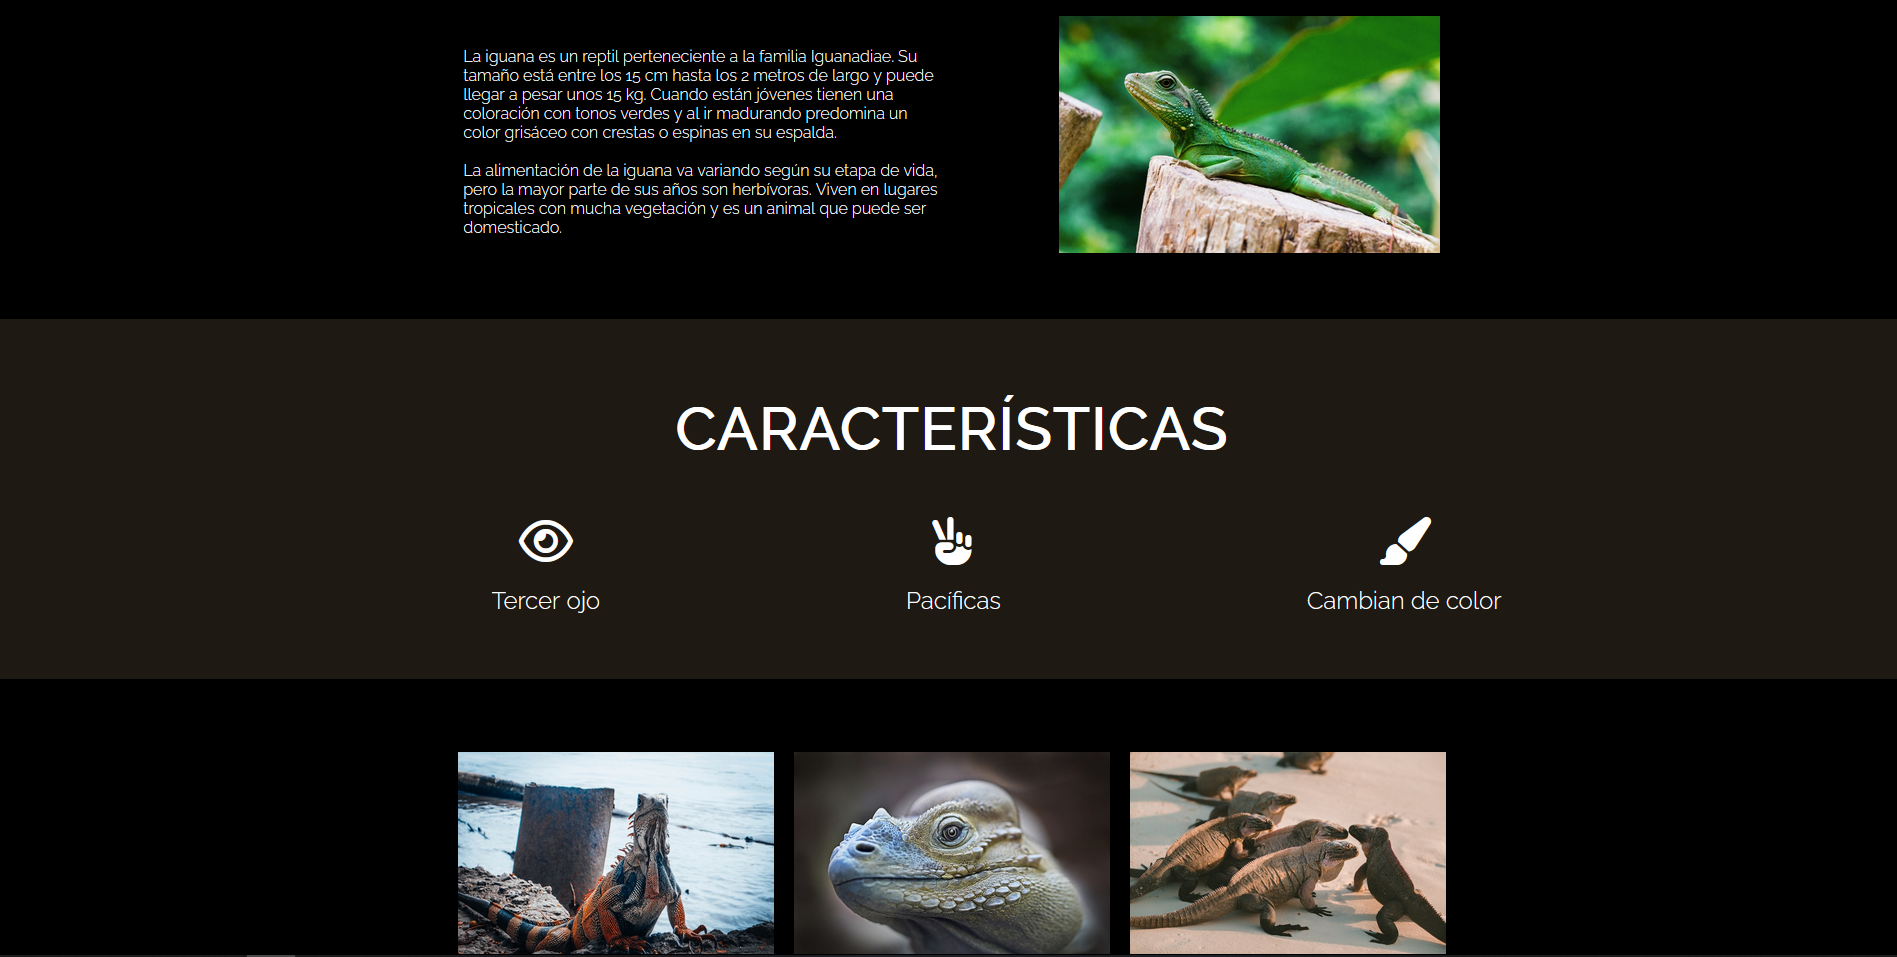 La iguana es un reptil perteneciente a la familia Iguanadiae. Su
tamaño está entre los 15 cm hasta los 2 metros de largo y puede
llegar a pesar unos 15 kg. Cuando están jóvenes tienen una
coloración con tonos verdes y al ir madurando predomina un
color grisáceo con crestas o espinas en su espalda.
La alimentación de la iguana va variando según su etapa de vida,
pero la mayor parte de sus años son herbívoras. Viven en lugares
tropicales con mucha vegetación y es un animal que puede ser
domesticado.
CARACTERÍSTICAS
Tercer ojo
Pacíficas
Cambian de color